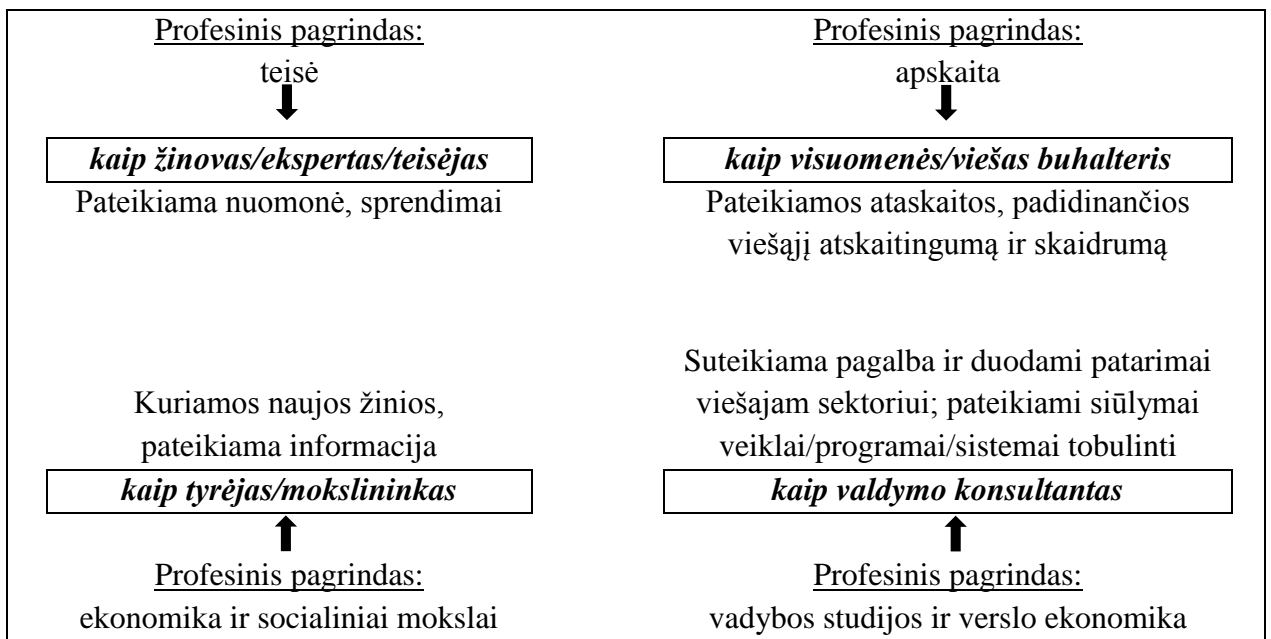 Profesinis pagrindas:
teisė
kaip žinovas/ekspertas/teisėjas
Pateikiama nuomonė, sprendimai
Profesinis pagrindas:
apskaita
kaip visuomenės/viešas buhalteris
Pateikiamos ataskaitos, padidinančios
viešąjį atskaitingumą ir skaidrumą
Kuriamos naujos žinios,
pateikiama informacija
kaip tyrėjas/mokslininkas
Profesinis pagrindas:
ekonomika ir socialiniai mokslai
Suteikiama pagalba ir duodami patarimai
viešajam sektoriui; pateikiami siūlymai
veiklai/programai/sistemai tobulinti
kaip valdymo konsultantas
Profesinis pagrindas:
vadybos studijos ir verslo ekonomika